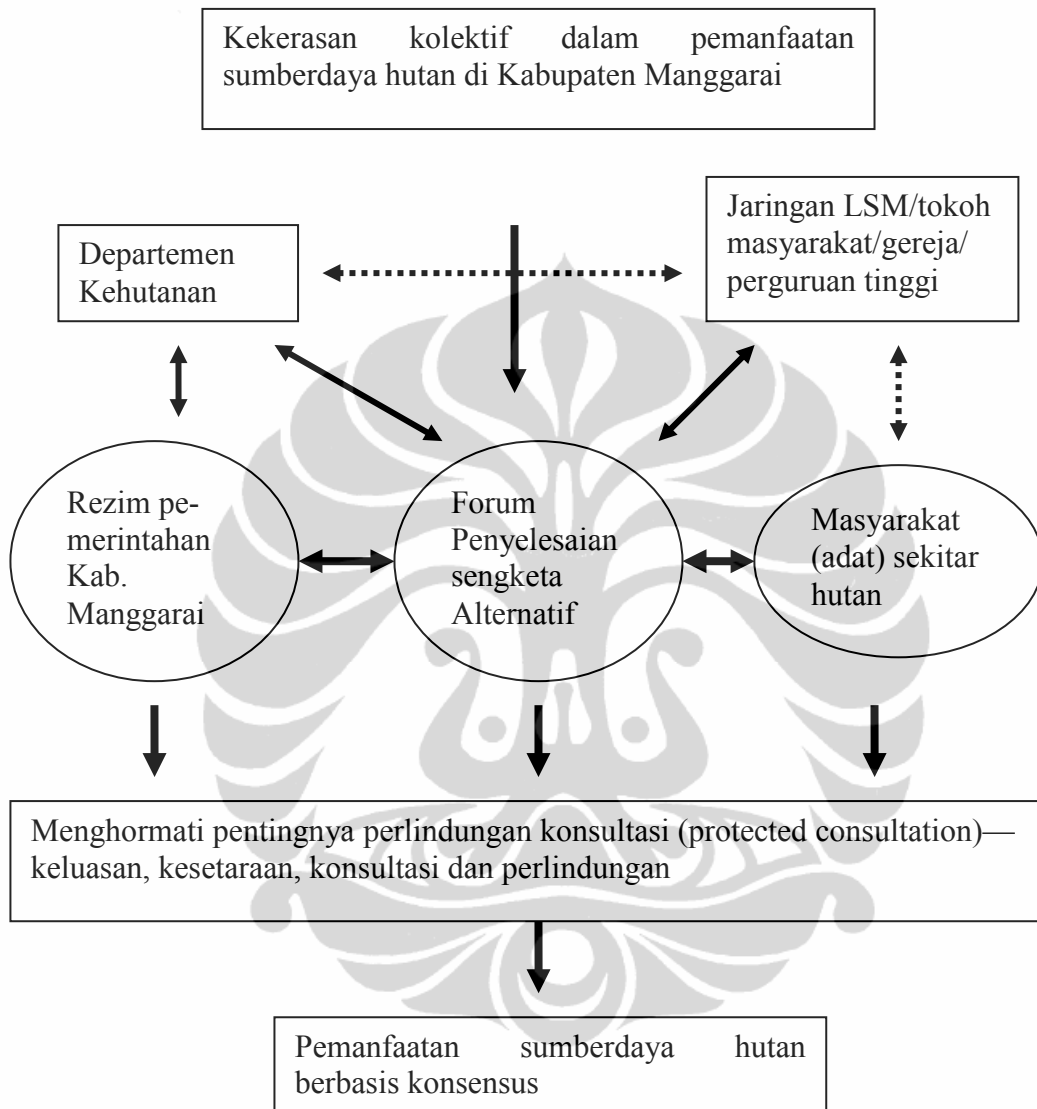 Kekerasan kolektif dalam pemanfaatan
sumberdaya hutan di Kabupaten Manggarai
Departemen
Kehutanan
Jaringan LSM/tokoh
masyarakat/gereja/
perguruan tinggi
Rezim pe-
merintahan
Kab.
Manggarai
Forum
Penyelesaian
sengketa
Alternatif
Masyarakat
(adat) sekitar
hutan
Menghormati pentingnya perlindungan konsultasi (protected consultation)—
keluasan, kesetaraan, konsultasi dan perlindungan
Pemanfaatan sumberdaya hutan
berbasis konsensus